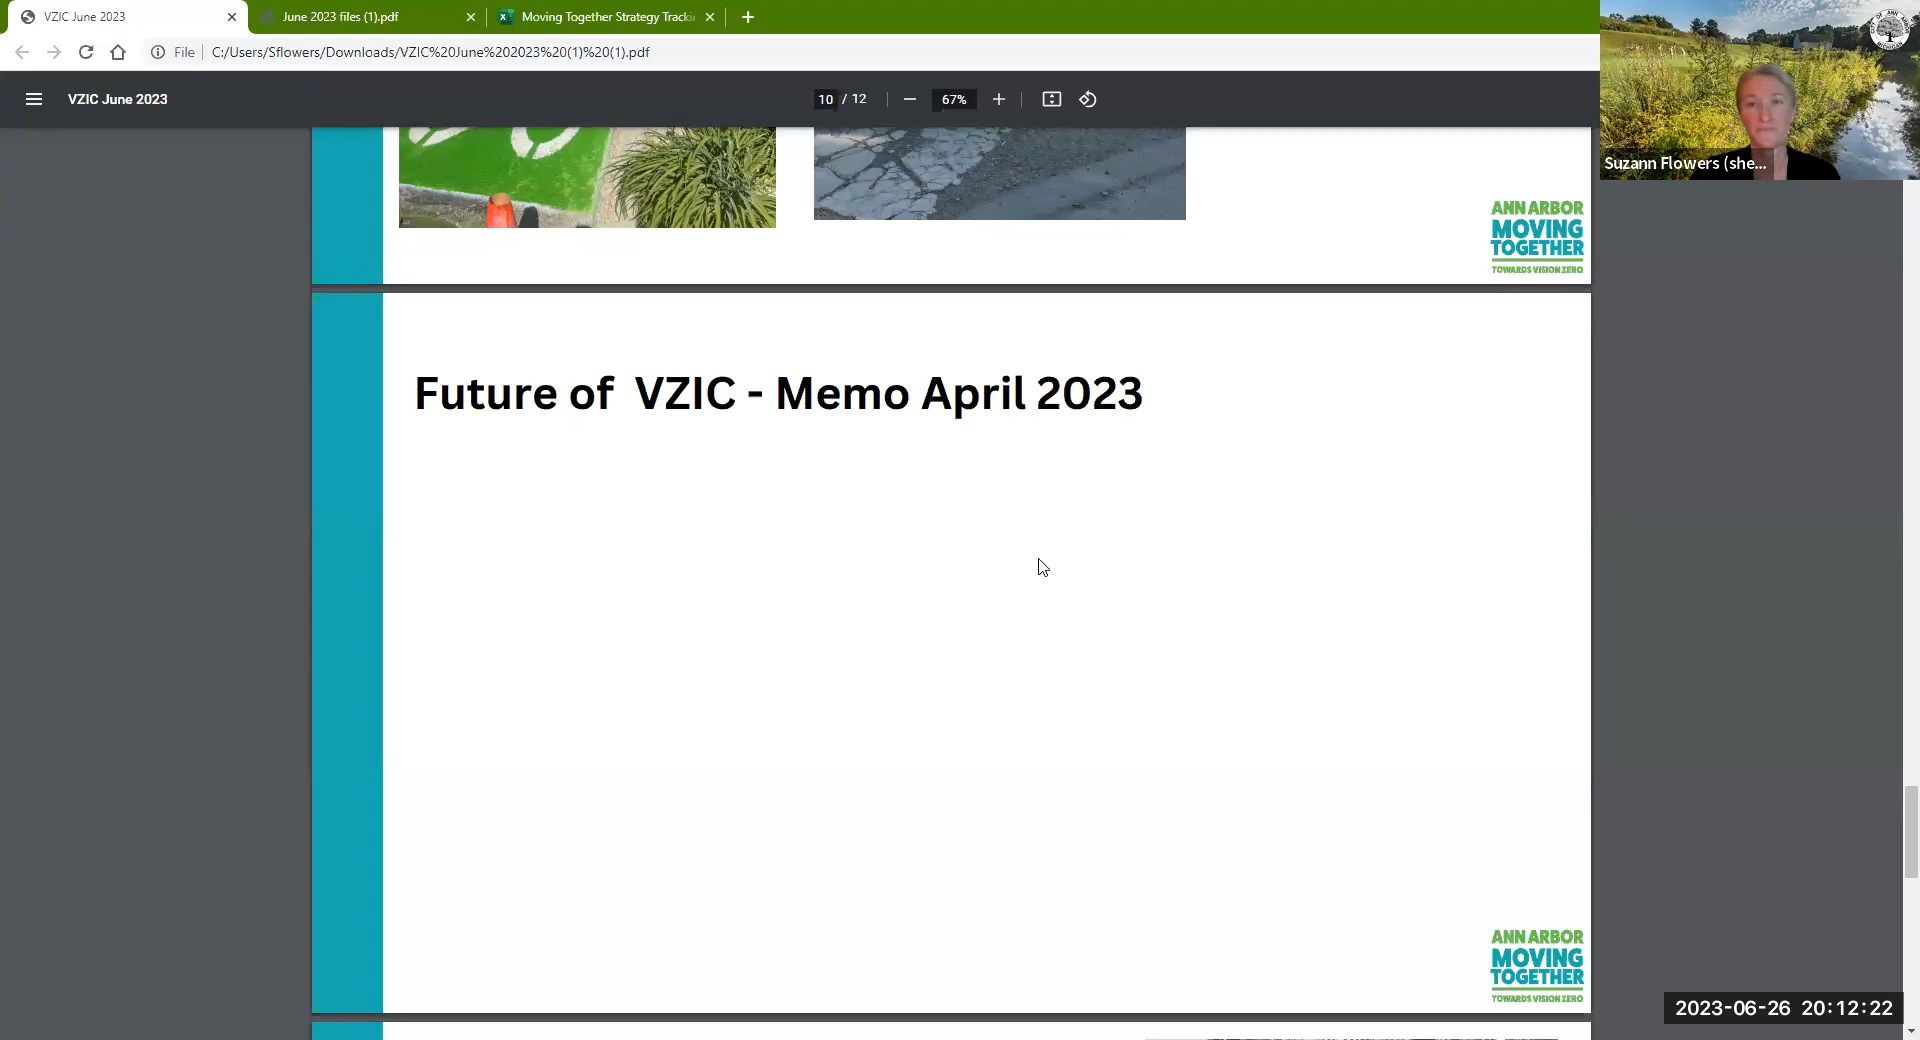 VZIC June 2023
June 2023 files (1).pdf
Moving Together Strategy Tracki
File
C:/Users/Sflowers/Downloads/VZIC%20June%202023%20(1)%20(1).pdf
VZIC June 2023
10 / 12
67%
Suzann Flowers (she...
ANN ARBOR
MOVING
TOGETHER
TOWARDS VISION ZERO
Future of VZIC - Memo April 2023
ANN ARBOR
MOVING
TOGETHER
TOWARDS VISION ZERO
2023-06-26 20:12:22